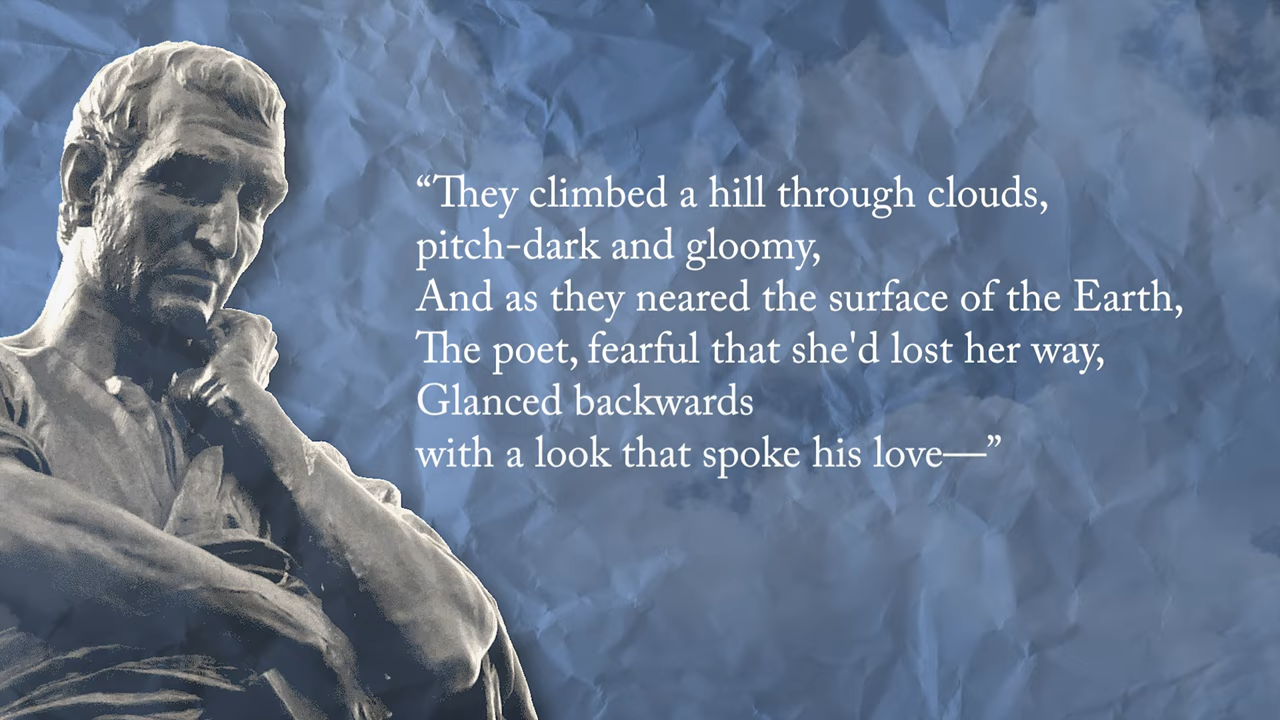 “They climbed a hill through clouds,
pitch-dark and gloomy,
And as they neared the surface of the Earth,
The poet, fearful that she'd lost her way,
Glanced backwards
with a look that spoke his love—”